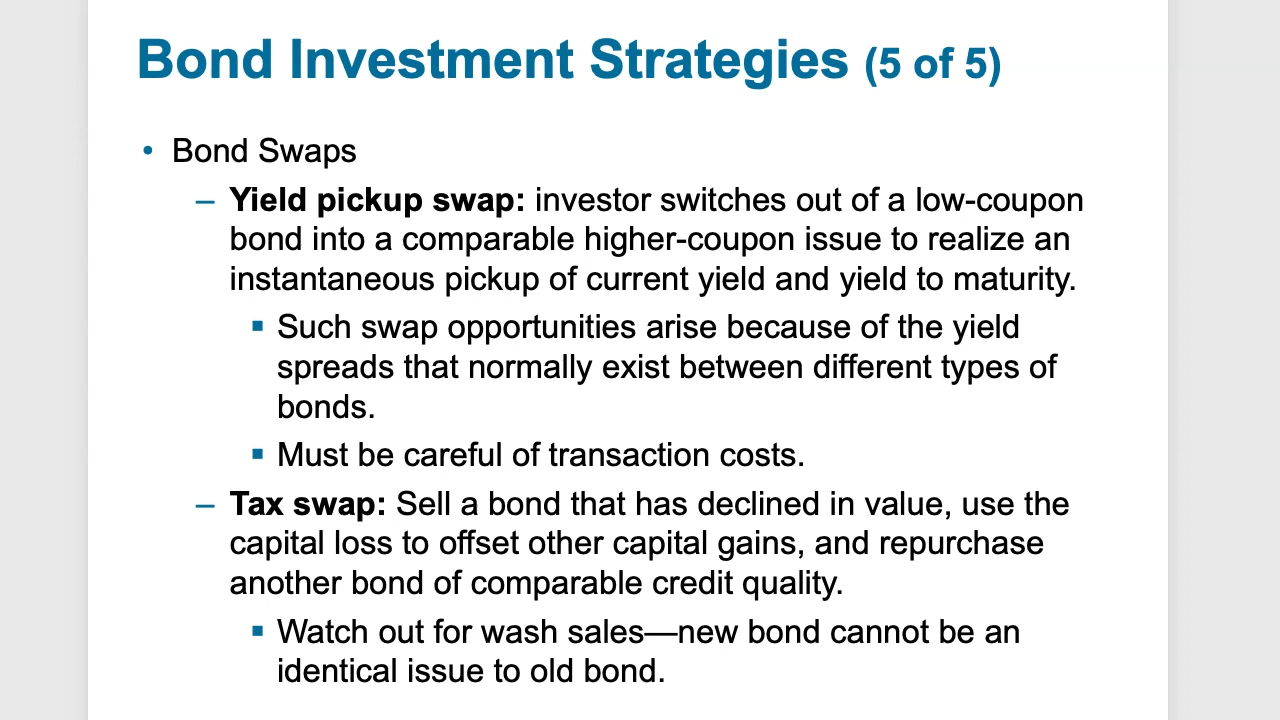 Bond Investment Strategies (5 of 5)
• Bond Swaps
– Yield pickup swap: investor switches out of a low-coupon
bond into a comparable higher-coupon issue to realize an
instantaneous pickup of current yield and yield to maturity.
▪ Such swap opportunities arise because of the yield
spreads that normally exist between different types of
bonds.
▪ Must be careful of transaction costs.
– Tax swap: Sell a bond that has declined in value, use the
capital loss to offset other capital gains, and repurchase
another bond of comparable credit quality.
▪ Watch out for wash sales—new bond cannot be an
identical issue to old bond.